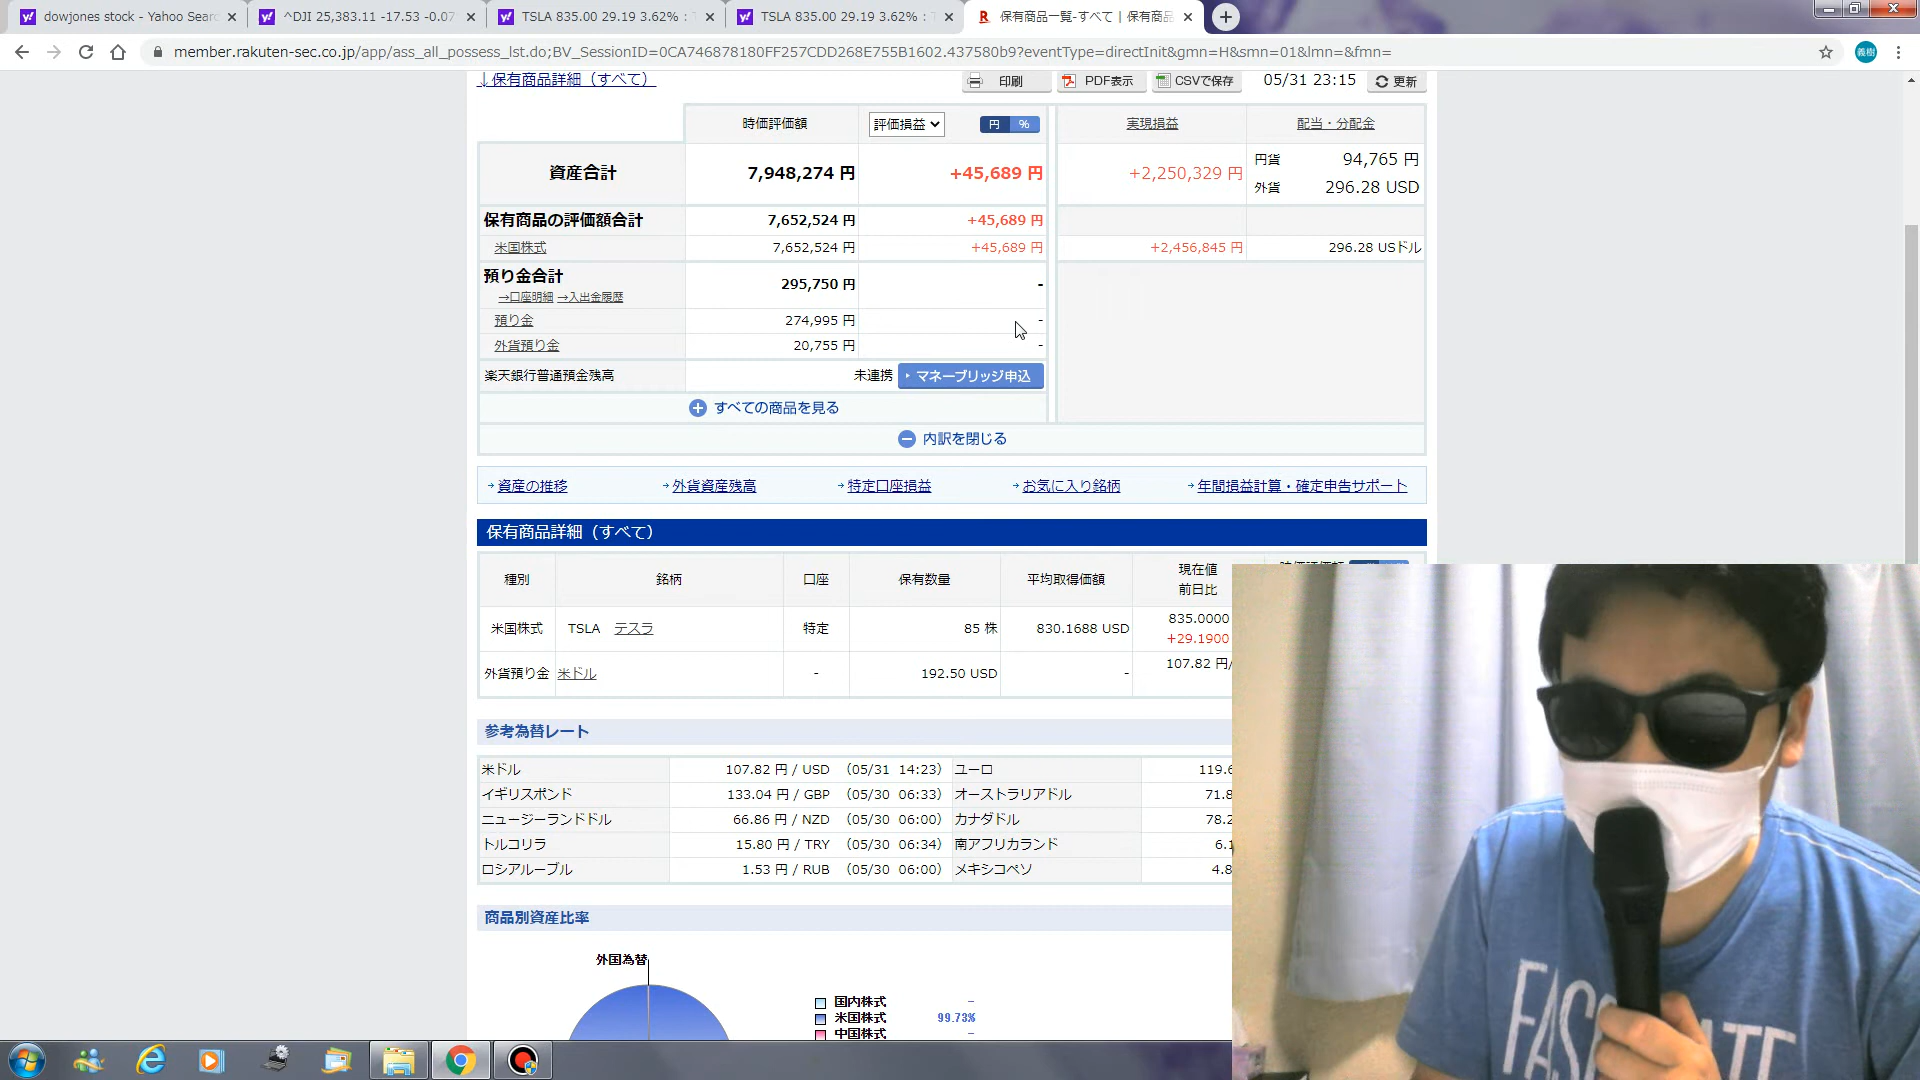 dowjones stock - Yahoo Sear
^DJI 25,383.11 -17.53 -0.07
TSLA 835.00 29.19 3.62% : T
TSLA 835.00 29.19 3.62% : T
保有商品一覧-すべて | 保有商品
member.rakuten-sec.co.jp/app/ass_all_possess_lst.do;BV_SessionID=0CA746878180FF257CDD268E755B1602.437580b9?eventType=directInit&gmn=H&smn=01&lmn=&fmn=
義樹
↓保有商品詳細（すべて）
印刷 PDF表示 CSVで保存 05/31 23:15 更新
時価評価額 評価損益 円 % 実現損益 配当・分配金
資産合計 7,948,274 円 +45,689 円 +2,250,329 円
円貨 94,765 円
外貨 296.28 USD
保有商品の評価額合計 7,652,524 円 +45,689 円
米国株式 7,652,524 円 +45,689 円 +2,456,845 円 296.28 USドル
預り金合計 295,750 円 -
→口座明細 →入出金履歴
預り金 274,995 円 -
外貨預り金 20,755 円 -
楽天銀行普通預金残高 未連携 マネーブリッジ申込
すべての商品を見る
内訳を閉じる
→資産の推移 →外貨資産残高 →特定口座損益 →お気に入り銘柄 →年間損益計算・確定申告サポート
保有商品詳細（すべて）
種別 銘柄 口座 保有数量 平均取得価額 現在値
前日比
米国株式 TSLA テスラ 特定 85 株 830.1688 USD 835.0000
+29.1900
外貨預り金 米ドル - 192.50 USD - 107.82 円/
参考為替レート
米ドル 107.82 円 / USD （05/31 14:23） ユーロ 119.6
イギリスポンド 133.04 円 / GBP （05/30 06:33） オーストラリアドル 71.8
ニュージーランドドル 66.86 円 / NZD （05/30 06:00） カナダドル 78.2
トルコリラ 15.80 円 / TRY （05/30 06:34） 南アフリカランド 6.1
ロシアルーブル 1.53 円 / RUB （05/30 06:00） メキシコペソ 4.8
商品別資産比率
外国為替
国内株式 -
米国株式 99.73%
中国株式 -